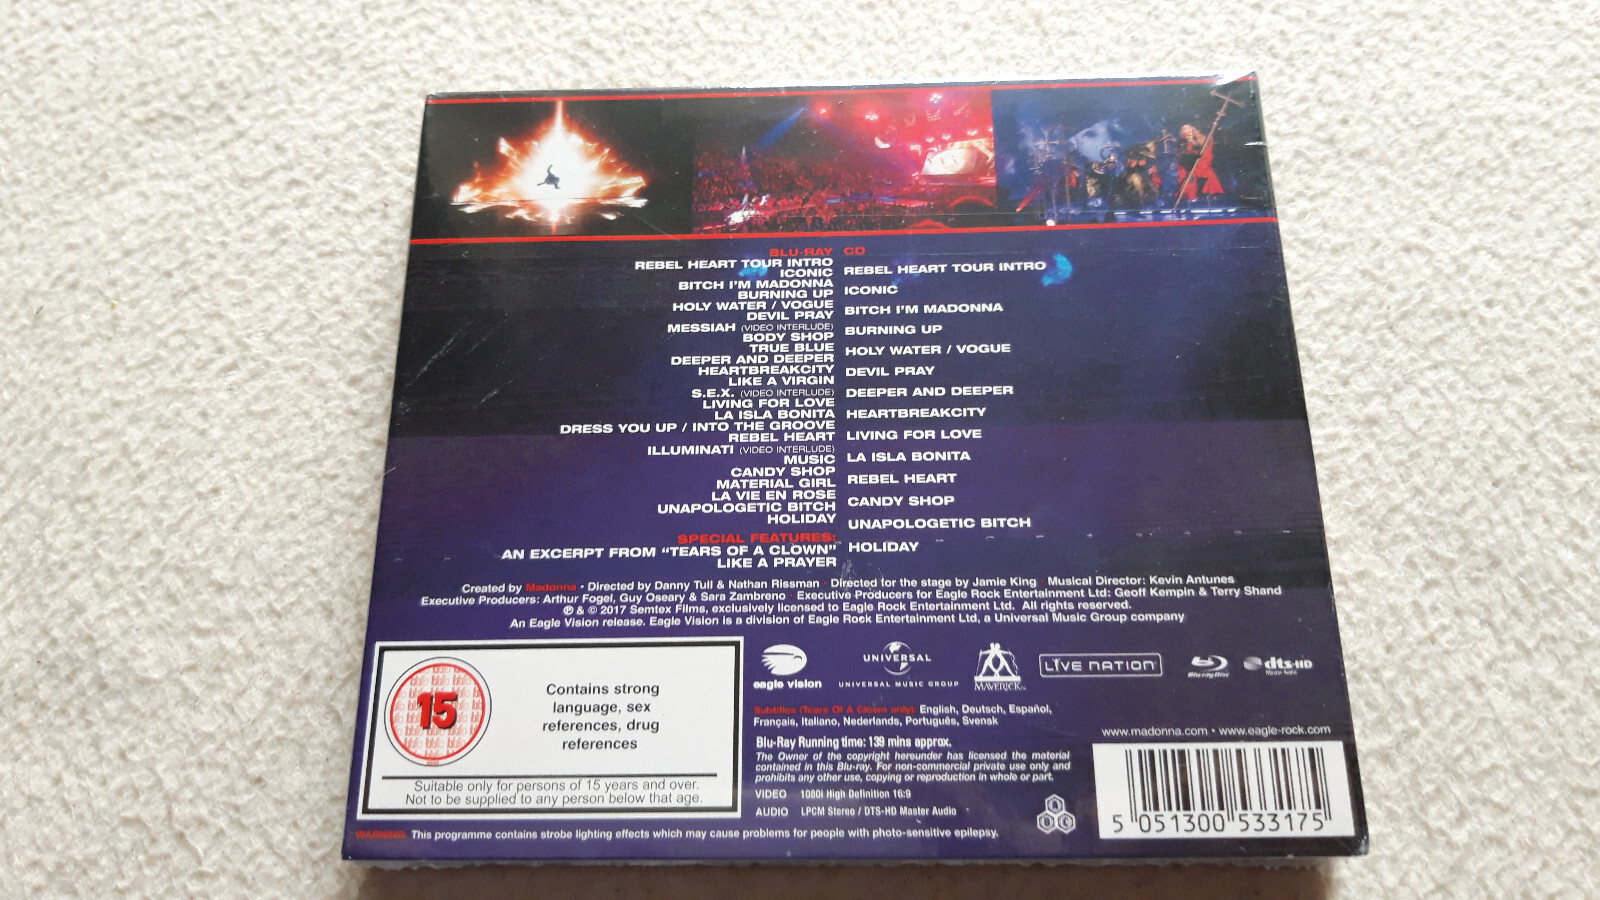 BLU-RAY
REBEL HEART TOUR INTRO
ICONIC
BITCH I'M MADONNA
BURNING UP
HOLY WATER / VOGUE
DEVIL PRAY
MESSIAH (VIDEO INTERLUDE)
BODY SHOP
TRUE BLUE
DEEPER AND DEEPER
HEARTBREAKCITY
LIKE A VIRGIN
S.E.X. (VIDEO INTERLUDE)
LIVING FOR LOVE
LA ISLA BONITA
DRESS YOU UP / INTO THE GROOVE
REBEL HEART
ILLUMINATI (VIDEO INTERLUDE)
MUSIC
CANDY SHOP
MATERIAL GIRL
LA VIE EN ROSE
UNAPOLOGETIC BITCH
HOLIDAY
SPECIAL FEATURES:
AN EXCERPT FROM “TEARS OF A CLOWN”
LIKE A PRAYER
CD
REBEL HEART TOUR INTRO
ICONIC
BITCH I'M MADONNA
BURNING UP
HOLY WATER / VOGUE
DEVIL PRAY
DEEPER AND DEEPER
HEARTBREAKCITY
LIVING FOR LOVE
LA ISLA BONITA
REBEL HEART
CANDY SHOP
UNAPOLOGETIC BITCH
HOLIDAY
Created by Madonna • Directed by Danny Tull & Nathan Rissman • Directed for the stage by Jamie King • Musical Director: Kevin Antunes
Executive Producers: Arthur Fogel, Guy Oseary & Sara Zambreno • Executive Producers for Eagle Rock Entertainment Ltd: Geoff Kempin & Terry Shand
℗ & © 2017 Semtex Films, exclusively licensed to Eagle Rock Entertainment Ltd. All rights reserved.
An Eagle Vision release. Eagle Vision is a division of Eagle Rock Entertainment Ltd, a Universal Music Group company
15
Contains strong
language, sex
references, drug
references
Suitable only for persons of 15 years and over.
Not to be supplied to any person below that age.
eagle vision
UNIVERSAL
UNIVERSAL MUSIC GROUP
MAVERICK
LIVE NATION
Blu-ray Disc
dts-HD
Master Audio
Subtitles (Tears Of A Clown only): English, Deutsch, Español,
Français, Italiano, Nederlands, Português, Svensk
Blu-Ray Running time: 139 mins approx.
The Owner of the copyright hereunder has licensed the material
contained in this Blu-ray. For non-commercial private use only and
prohibits any other use, copying or reproduction in whole or part.
VIDEO 1080i High Definition 16:9
AUDIO LPCM Stereo / DTS-HD Master Audio
A B C
www.madonna.com • www.eagle-rock.com
5 051300 533175
WARNING: This programme contains strobe lighting effects which may cause problems for people with photo-sensitive epilepsy.